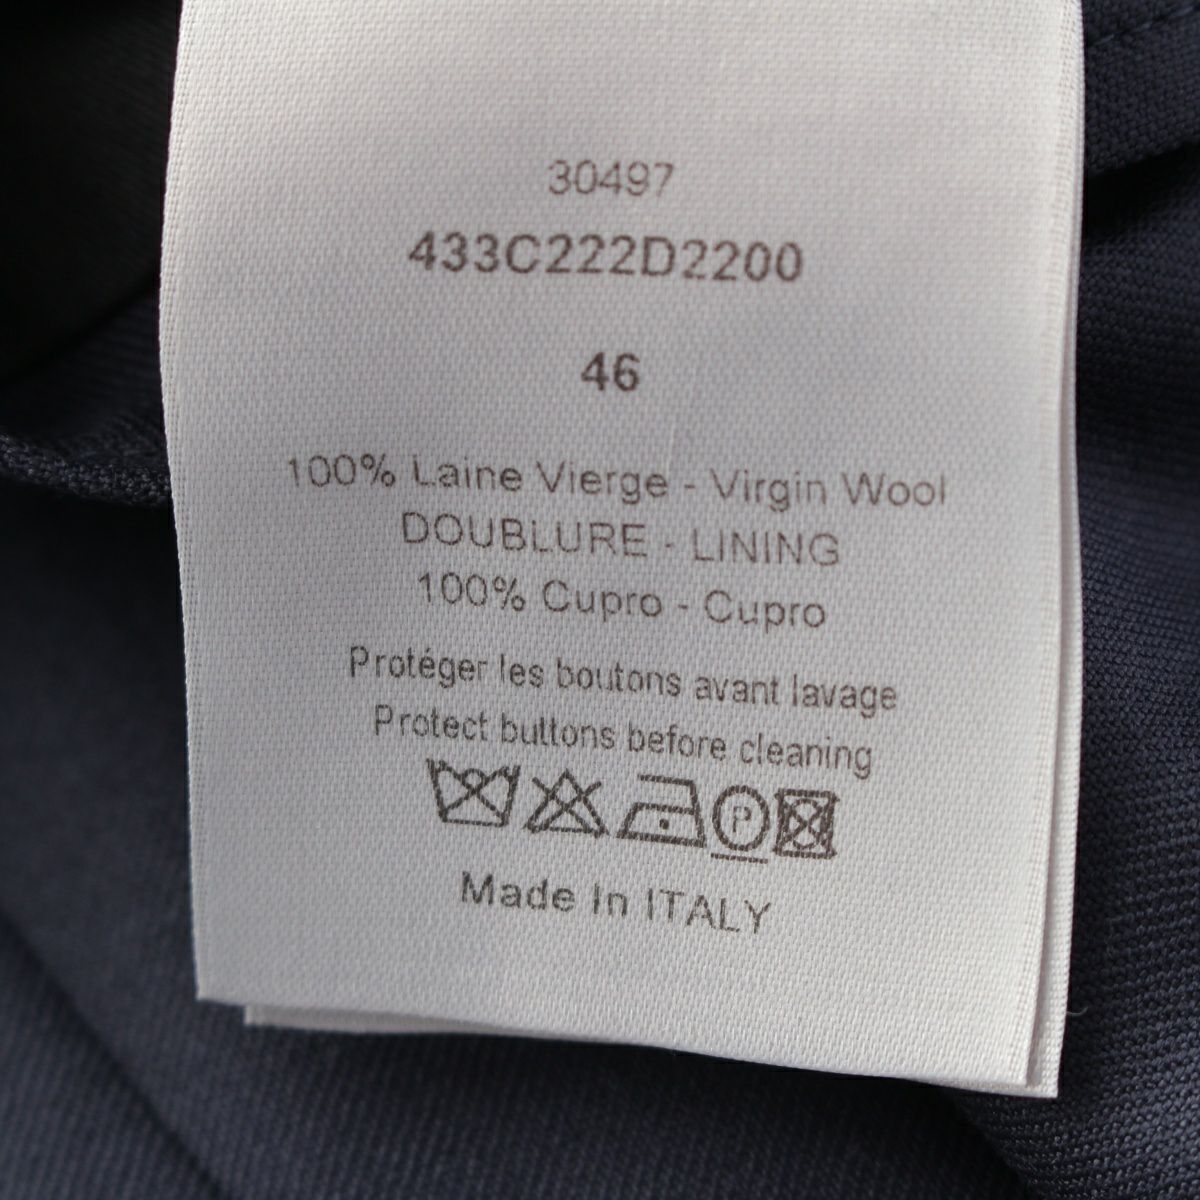 30497
433C222D2200
46
100% Laine Vierge - Virgin Wool
DOUBLURE - LINING
100% Cupro - Cupro
Protéger les boutons avant lavage
Protect buttons before cleaning
P
Made In ITALY